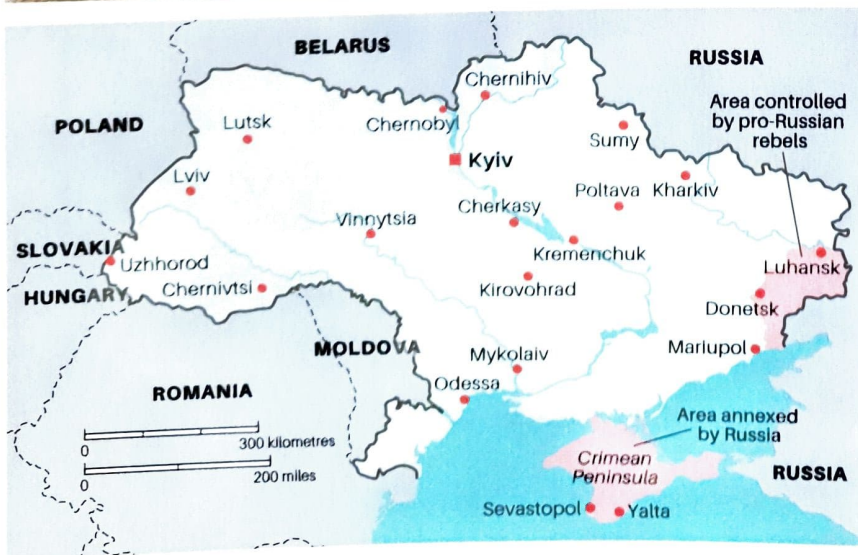 BELARUS
RUSSIA
Chernihiv
Area controlled
by pro-Russian
rebels
POLAND
Lutsk
Chernobyl
Sumy
Kyiv
Lviv
Poltava
Kharkiv
Cherkasy
Vinnytsia
SLOVAKIA
Uzhhorod
Kremenchuk
Luhansk
HUNGARY
Chernivtsi
Kirovohrad
Donetsk
MOLDOVA
Mykolaiv
Mariupol
ROMANIA
Odessa
Area annexed
by Russia
0 300 kilometres
0 200 miles
Crimean
Peninsula
RUSSIA
Sevastopol
Yalta